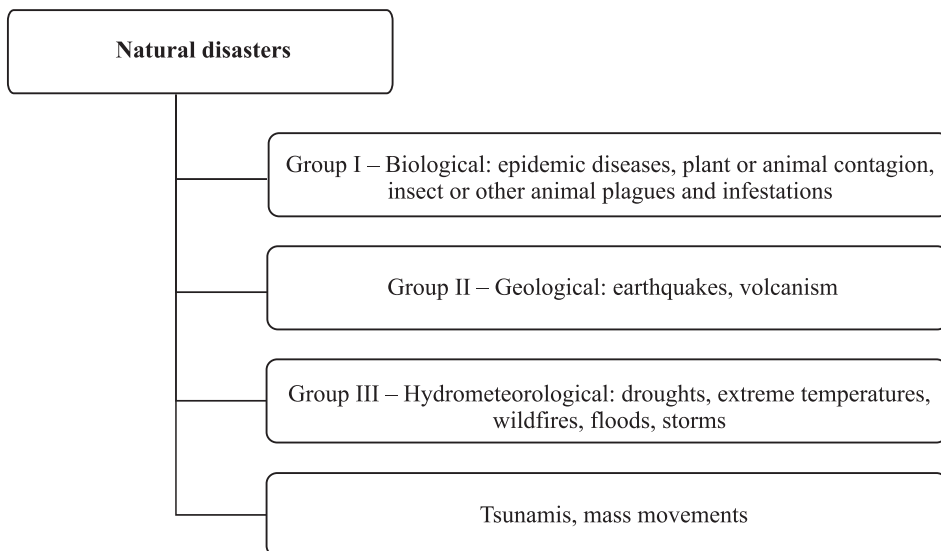 Natural disasters
Group I – Biological: epidemic diseases, plant or animal contagion,
insect or other animal plagues and infestations
Group II – Geological: earthquakes, volcanism
Group III – Hydrometeorological: droughts, extreme temperatures,
wildfires, floods, storms
Tsunamis, mass movements